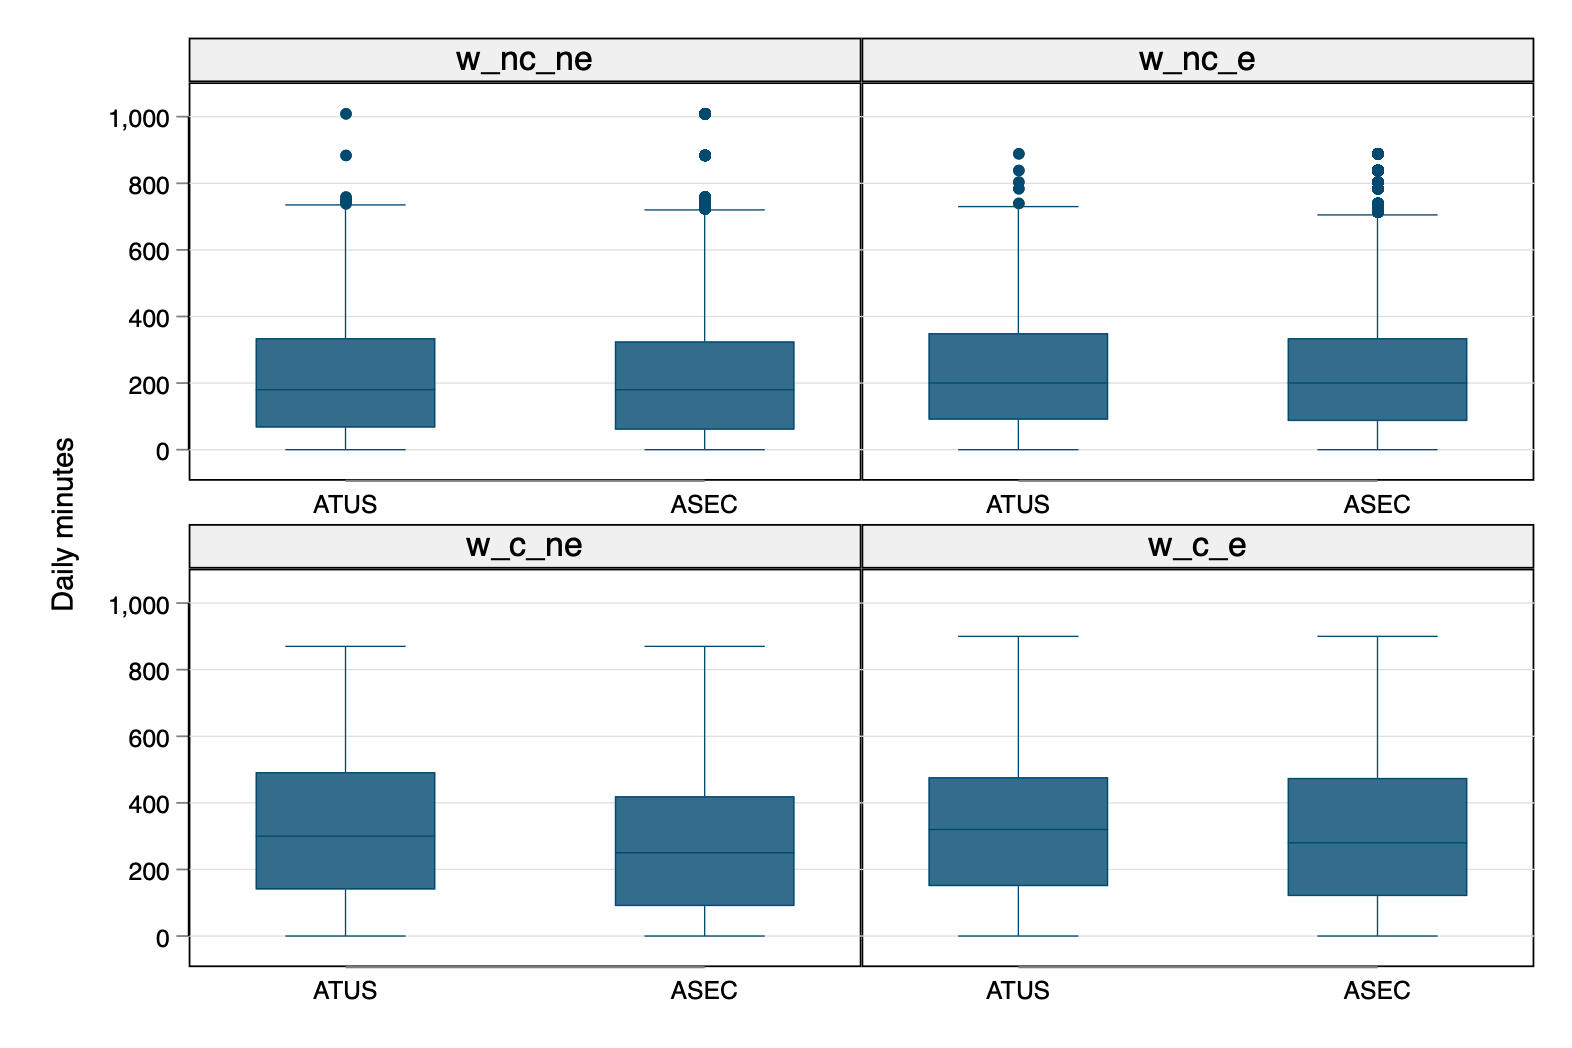 w_nc_ne
w_nc_e
1,000
800
600
400
200
0
ATUS
ASEC
ATUS
ASEC
Daily minutes
w_c_ne
w_c_e
1,000
800
600
400
200
0
ATUS
ASEC
ATUS
ASEC